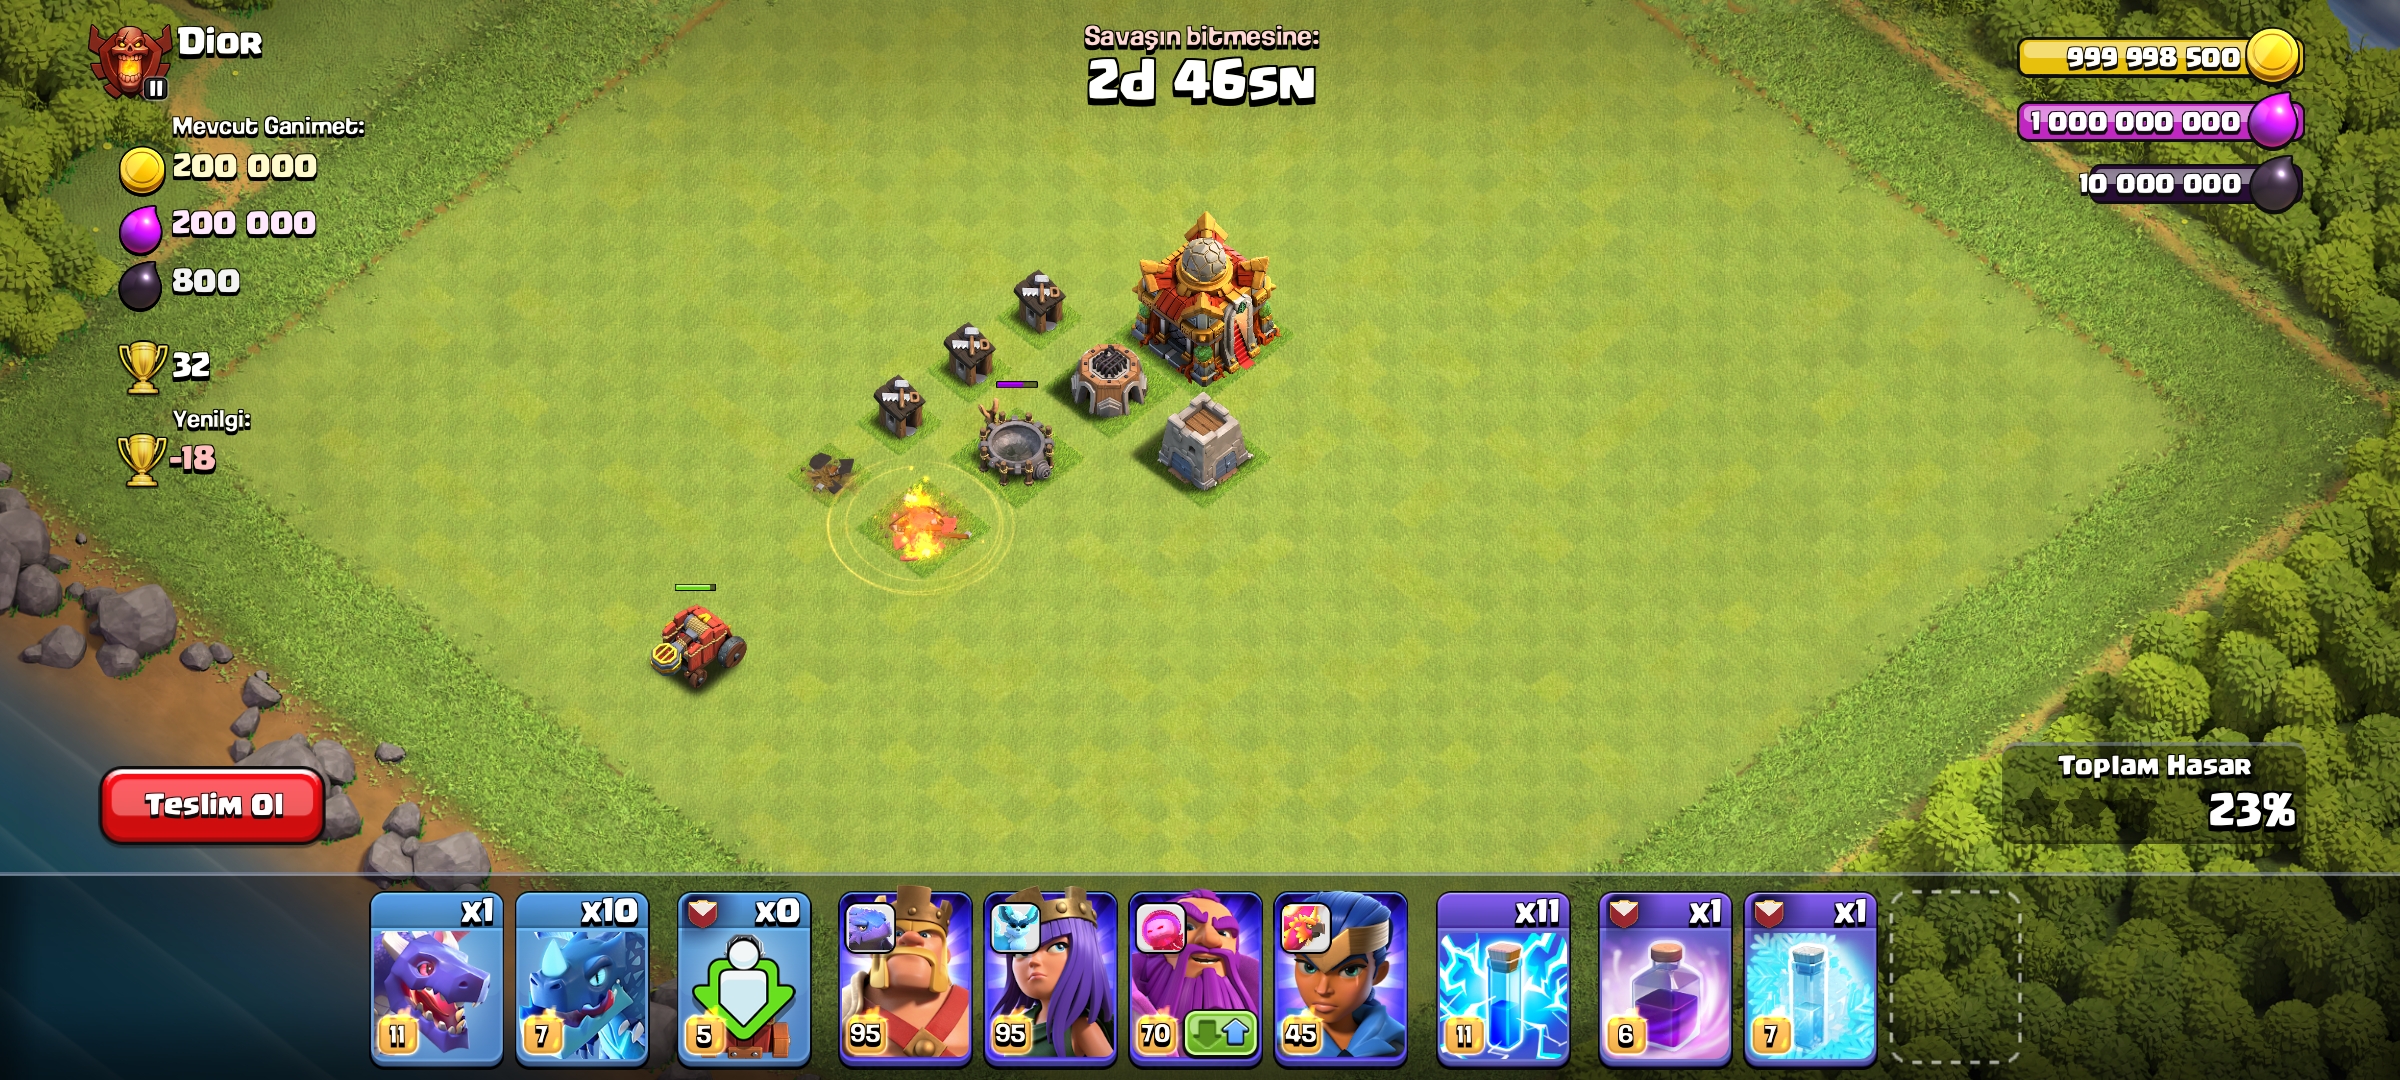 Dior
Mevcut Ganimet:
200 000
200 000
800
32
Yenilgi:
-18
Savaşın bitmesine:
2d 46sn
999 998 500
1 000 000 000
10 000 000
Teslim Ol
Toplam Hasar
23%
x1
11
x10
7
x0
5
95
95
70
45
x11
11
x1
6
x1
7